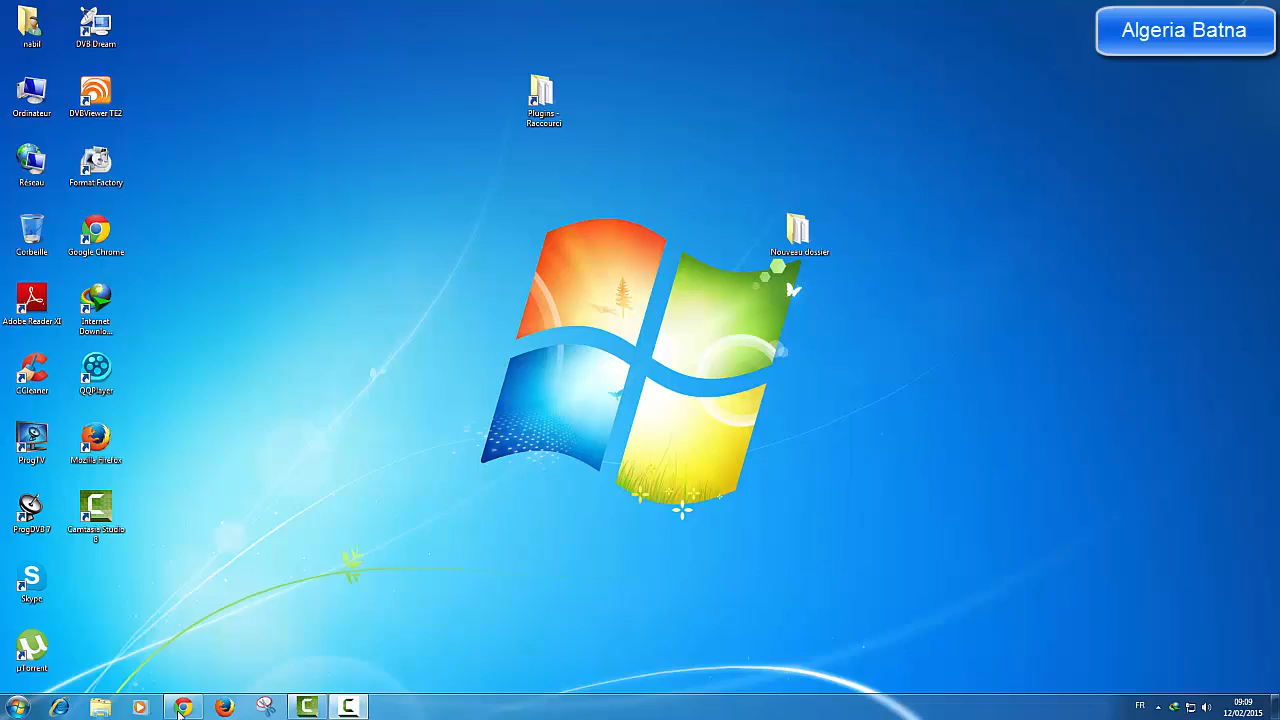 Algeria Batna
nabil
DVB Dream
Ordinateur
DVBViewer TE2
Plugins -
Raccourci
Réseau
Format Factory
Corbeille
Google Chrome
Nouveau dossier
Adobe Reader XI
Internet
Downlo...
CCleaner
QQPlayer
ProgTV
Mozilla Firefox
ProgDVB 7
Camtasia Studio
8
Skype
µTorrent
FR
09:09
12/02/2015